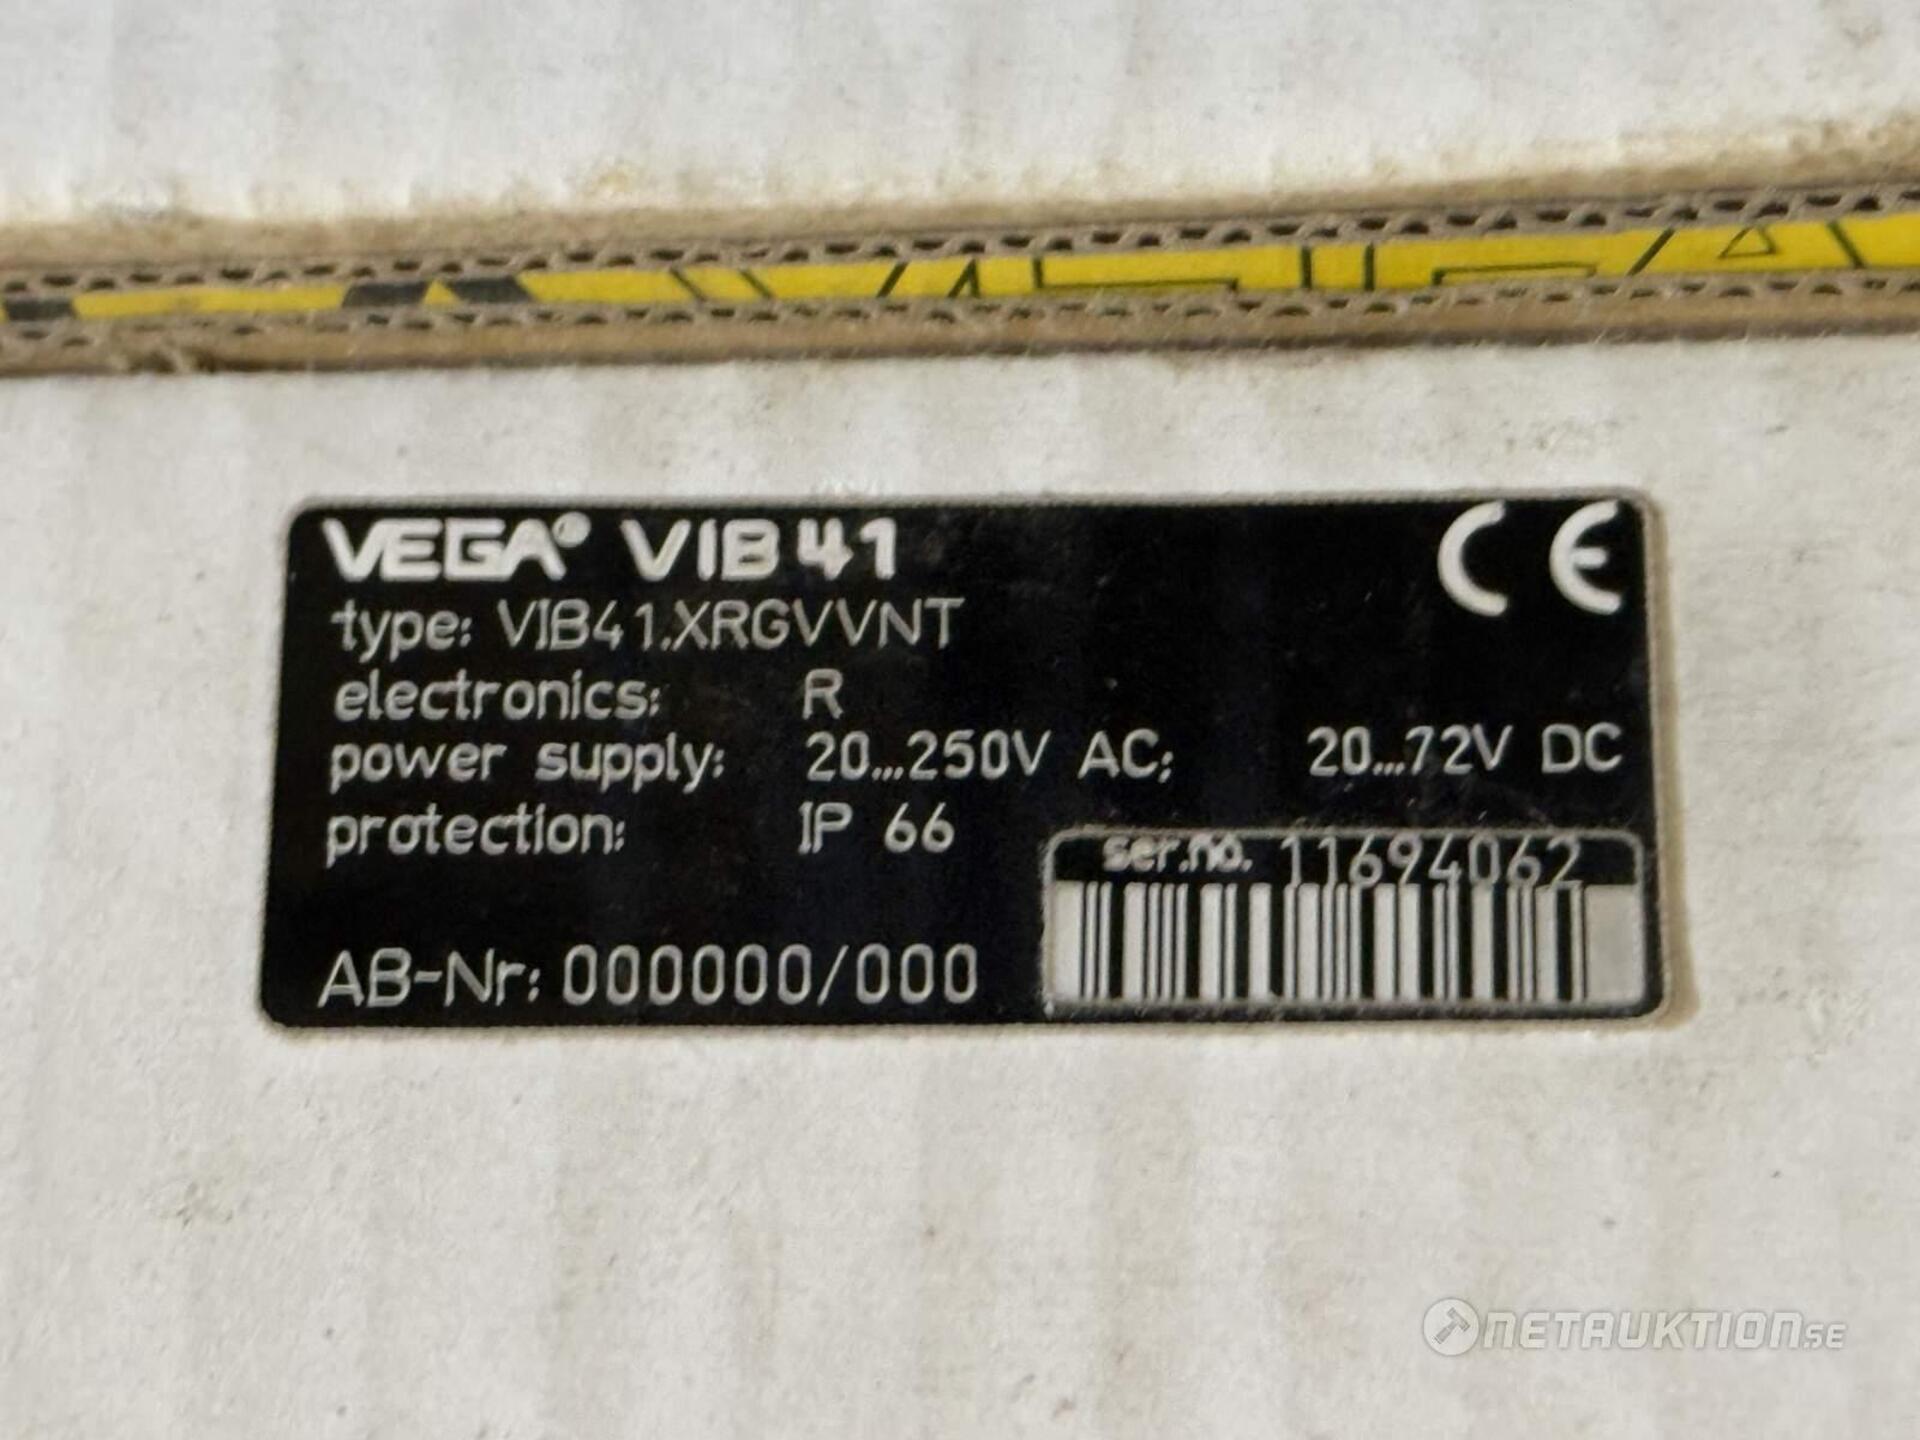 VEGA
VEGA® VIB41
CE
type: VIB41.XRGVVNT
electronics: R
power supply: 20...250V AC; 20...72V DC
protection: IP 66
ser.no. 11694062
AB-Nr: 000000/000
NETAUKTION.SE